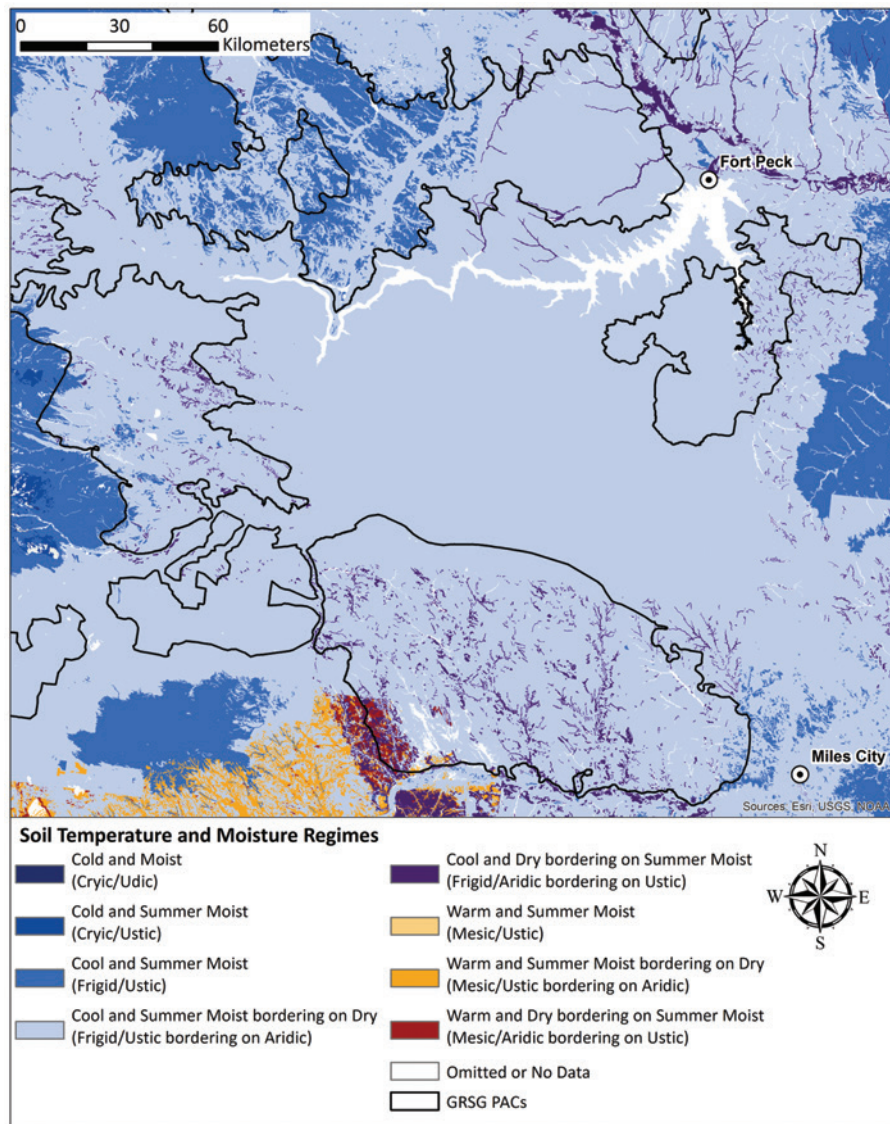 0 30 60
Kilometers
Fort Peck
Miles City
Sources: Esri, USGS, NOAA
Soil Temperature and Moisture Regimes
Cold and Moist
(Cryic/Udic)
Cold and Summer Moist
(Cryic/Ustic)
Cool and Summer Moist
(Frigid/Ustic)
Cool and Summer Moist bordering on Dry
(Frigid/Ustic bordering on Aridic)
Cool and Dry bordering on Summer Moist
(Frigid/Aridic bordering on Ustic)
Warm and Summer Moist
(Mesic/Ustic)
Warm and Summer Moist bordering on Dry
(Mesic/Ustic bordering on Aridic)
Warm and Dry bordering on Summer Moist
(Mesic/Aridic bordering on Ustic)
Omitted or No Data
GRSG PACs
N
W E
S